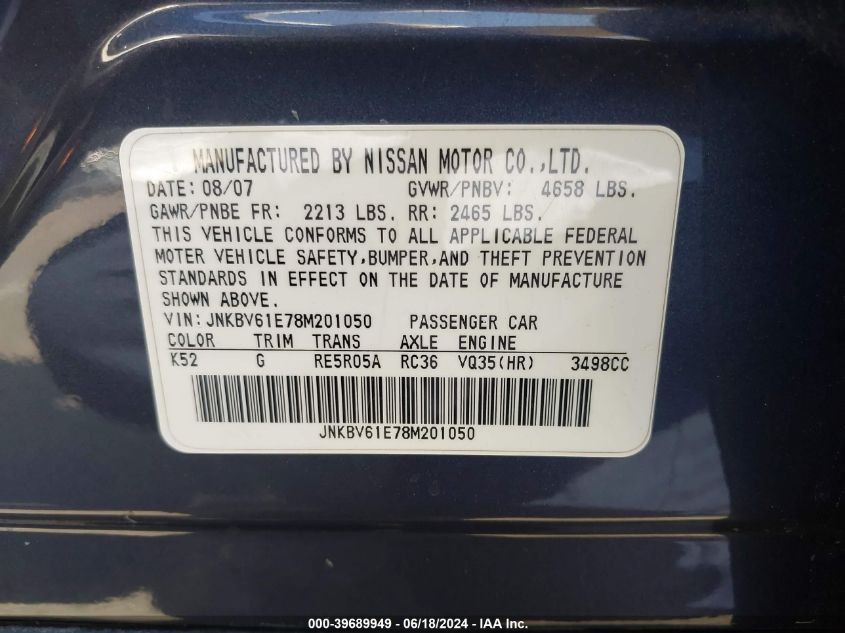 MANUFACTURED BY NISSAN MOTOR CO.,LTD.
DATE: 08/07 GVWR/PNBV: 4658 LBS.
GAWR/PNBE FR: 2213 LBS. RR: 2465 LBS.
THIS VEHICLE CONFORMS TO ALL APPLICABLE FEDERAL
MOTER VEHICLE SAFETY,BUMPER,AND THEFT PREVENTION
STANDARDS IN EFFECT ON THE DATE OF MANUFACTURE
SHOWN ABOVE.
VIN:JNKBV61E78M201050 PASSENGER CAR
COLOR TRIM TRANS AXLE ENGINE
K52 G RE5R05A RC36 VQ35(HR) 3498CC
JNKBV61E78M201050
000-39689949 - 06/18/2024 - IAA Inc.